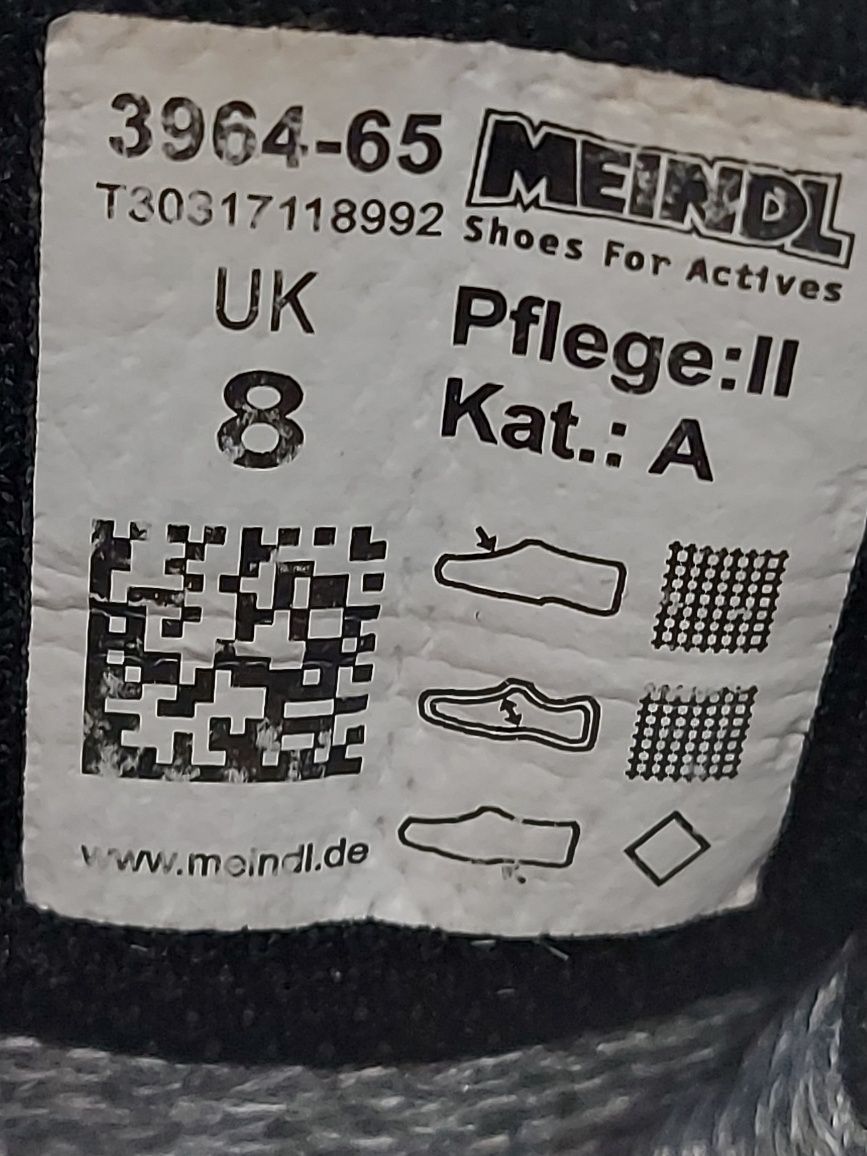 3964-65
T30317118992
UK
8
MEINDL
Shoes For Actives
Pflege:II
Kat.: A
www.meindl.de